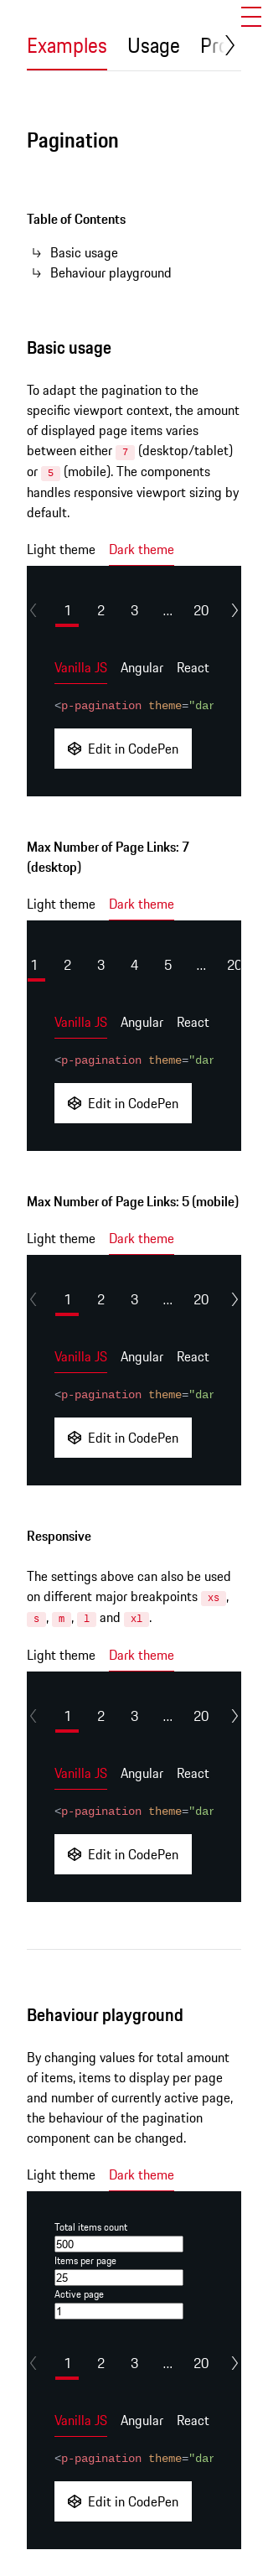 Examples Usage Pro
Pagination
Table of Contents
Basic usage
Behaviour playground
Basic usage
To adapt the pagination to the
specific viewport context, the amount
of displayed page items varies
between either 7 (desktop/tablet)
or 5 (mobile). The components
handles responsive viewport sizing by
default.
Light theme Dark theme
1 2 3 ... 20
Vanilla JS Angular React
<p-pagination theme="dar
Edit in CodePen
Max Number of Page Links: 7
(desktop)
Light theme Dark theme
1 2 3 4 5 ... 20
Vanilla JS Angular React
<p-pagination theme="dar
Edit in CodePen
Max Number of Page Links: 5 (mobile)
Light theme Dark theme
1 2 3 ... 20
Vanilla JS Angular React
<p-pagination theme="dar
Edit in CodePen
Responsive
The settings above can also be used
on different major breakpoints xs,
s, m, l and xl.
Light theme Dark theme
1 2 3 ... 20
Vanilla JS Angular React
<p-pagination theme="dar
Edit in CodePen
Behaviour playground
By changing values for total amount
of items, items to display per page
and number of currently active page,
the behaviour of the pagination
component can be changed.
Light theme Dark theme
Total items count
500
Items per page
25
Active page
1
1 2 3 ... 20
Vanilla JS Angular React
<p-pagination theme="dar
Edit in CodePen